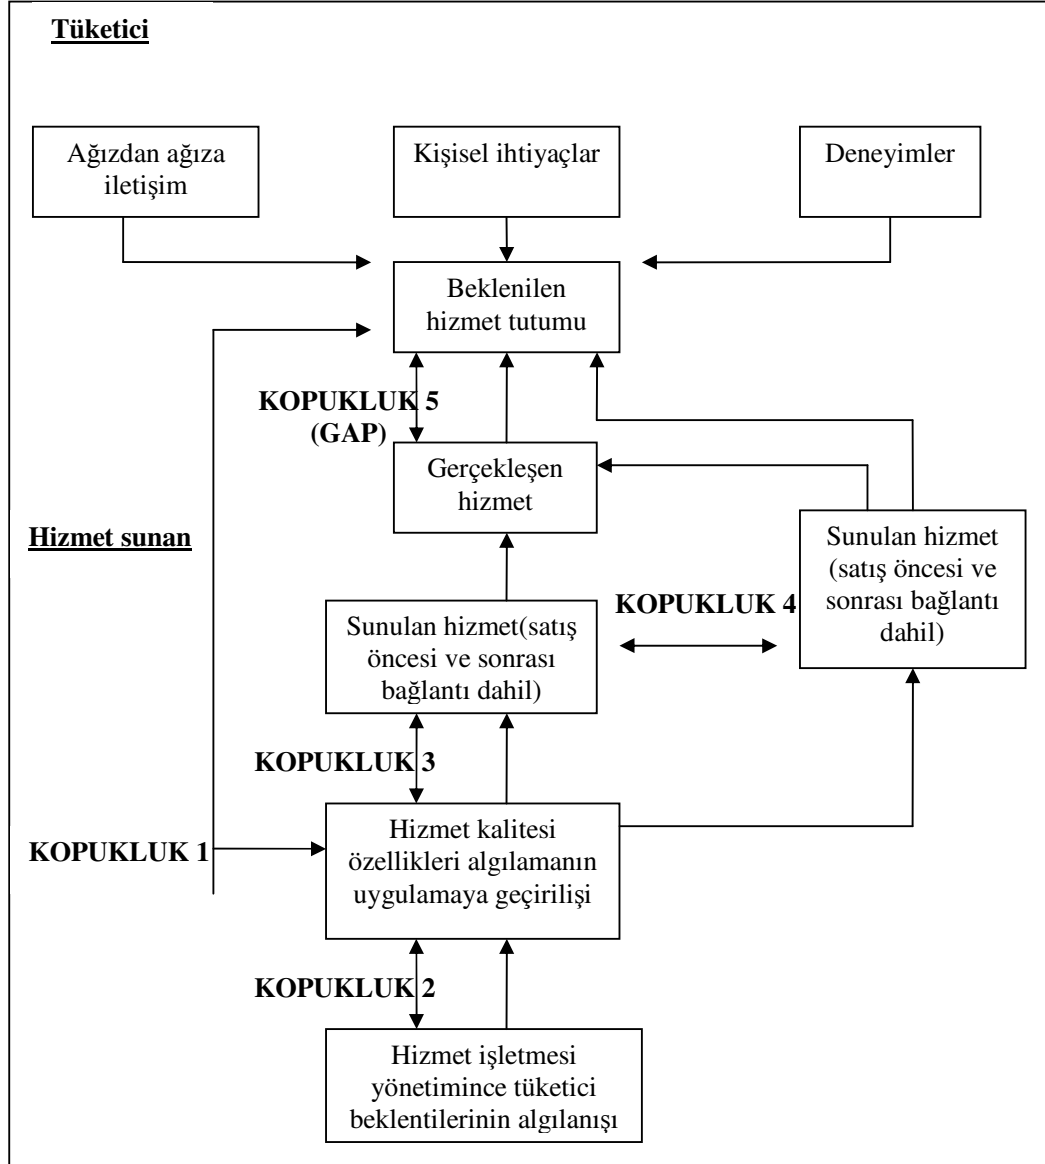 Tüketici
Ağızdan ağıza
iletişim
Kişisel ihtiyaçlar
Deneyimler
Beklenilen
hizmet tutumu
KOPUKLUK 5
(GAP)
Gerçekleşen
hizmet
Hizmet sunan
Sunulan hizmet
(satış öncesi ve
sonrası bağlantı
dahil)
KOPUKLUK 4
Sunulan hizmet(satış
öncesi ve sonrası
bağlantı dahil)
KOPUKLUK 3
Hizmet kalitesi
özellikleri algılamanın
uygulamaya geçirilişi
KOPUKLUK 1
KOPUKLUK 2
Hizmet işletmesi
yönetimince tüketici
beklentilerinin algılanışı